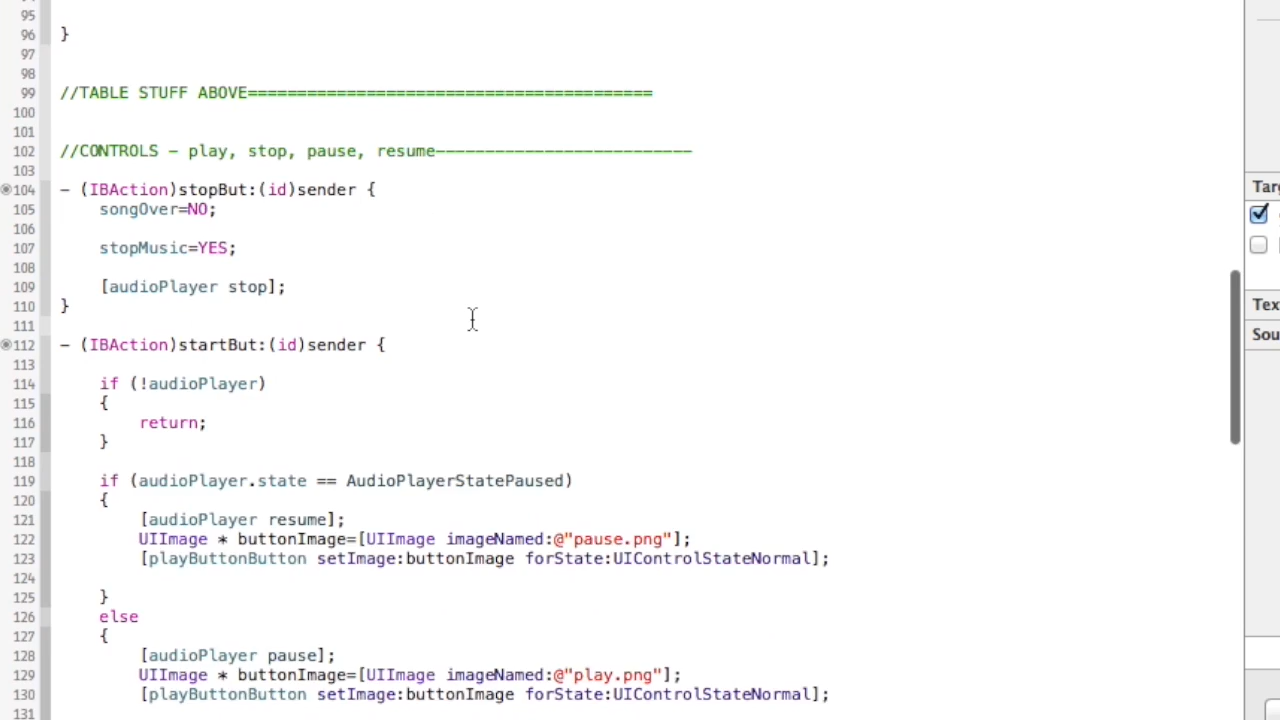 95
96 }
97
98
99 //TABLE STUFF ABOVE=========================================
100
101
102 //CONTROLS - play, stop, pause, resume--------------------------
103
104 - (IBAction)stopBut:(id)sender {
105 songOver=NO;
106
107 stopMusic=YES;
108
109 [audioPlayer stop];
110 }
111
112 - (IBAction)startBut:(id)sender {
113
114 if (!audioPlayer)
115 {
116 return;
117 }
118
119 if (audioPlayer.state == AudioPlayerStatePaused)
120 {
121 [audioPlayer resume];
122 UIImage * buttonImage=[UIImage imageNamed:@"pause.png"];
123 [playButtonButton setImage:buttonImage forState:UIControlStateNormal];
124
125 }
126 else
127 {
128 [audioPlayer pause];
129 UIImage * buttonImage=[UIImage imageNamed:@"play.png"];
130 [playButtonButton setImage:buttonImage forState:UIControlStateNormal];
131